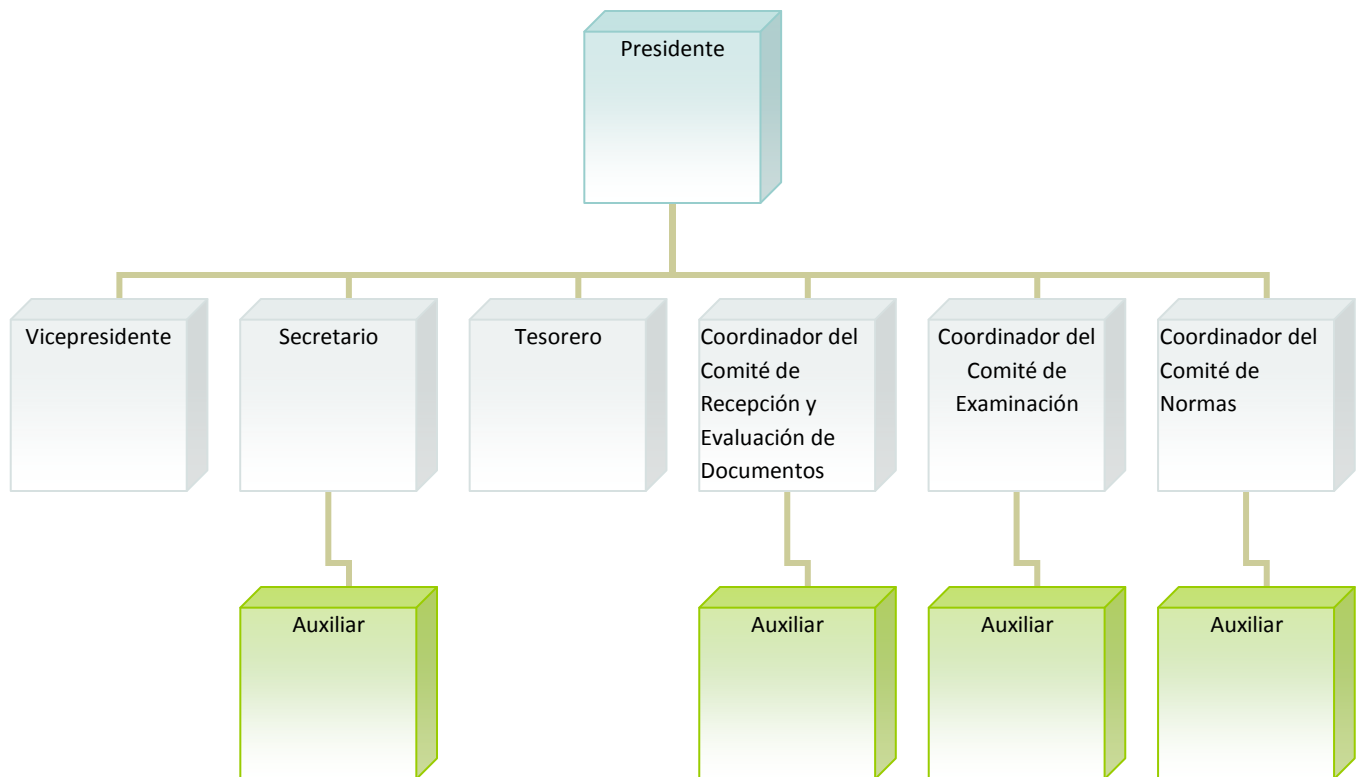 Presidente
Vicepresidente
Secretario
Tesorero
Coordinador del
Comité de
Recepción y
Evaluación de
Documentos
Coordinador del
Comité de
Examinación
Coordinador del
Comité de
Normas
Auxiliar
Auxiliar
Auxiliar
Auxiliar